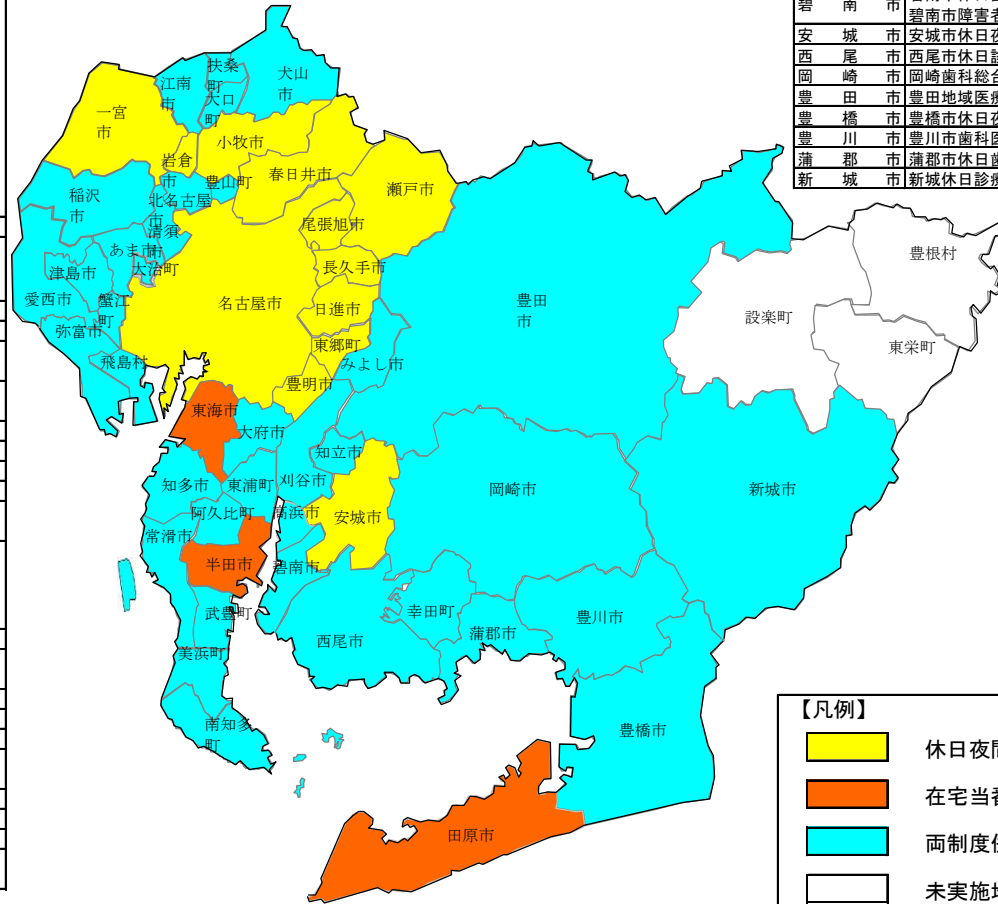 碧南市
碧南市障害者
安城市 安城市休日夜
西尾市 西尾市休日診
岡崎市 岡崎歯科総合
豊田市 豊田地域医療
豊橋市 豊橋市休日夜
豊川市 豊川市歯科医
蒲郡市 蒲郡市休日歯
新城市 新城休日診療
扶桑
町
犬山
市
江南
市
大口
町
一宮
市
小牧市
岩倉
市
春日井市
豊山町
瀬戸市
稲沢
市
北名古屋
市
尾張旭市
清須
市
あま市
大治町
津島市
長久手市
豊根村
愛西市
蟹江
町
名古屋市
日進市
豊田
市
設楽町
弥富市
東郷町
東栄町
飛島村
みよし市
豊明市
東海市
大府市
知立市
知多市
東浦町
刈谷市
岡崎市
新城市
阿久比町
高浜市
安城市
常滑市
半田市
碧南市
武豊町
幸田町
豊川市
西尾市
蒲郡市
美浜町
南知多
町
豊橋市
田原市
【凡例】
休日夜間
在宅当番
両制度併
未実施地